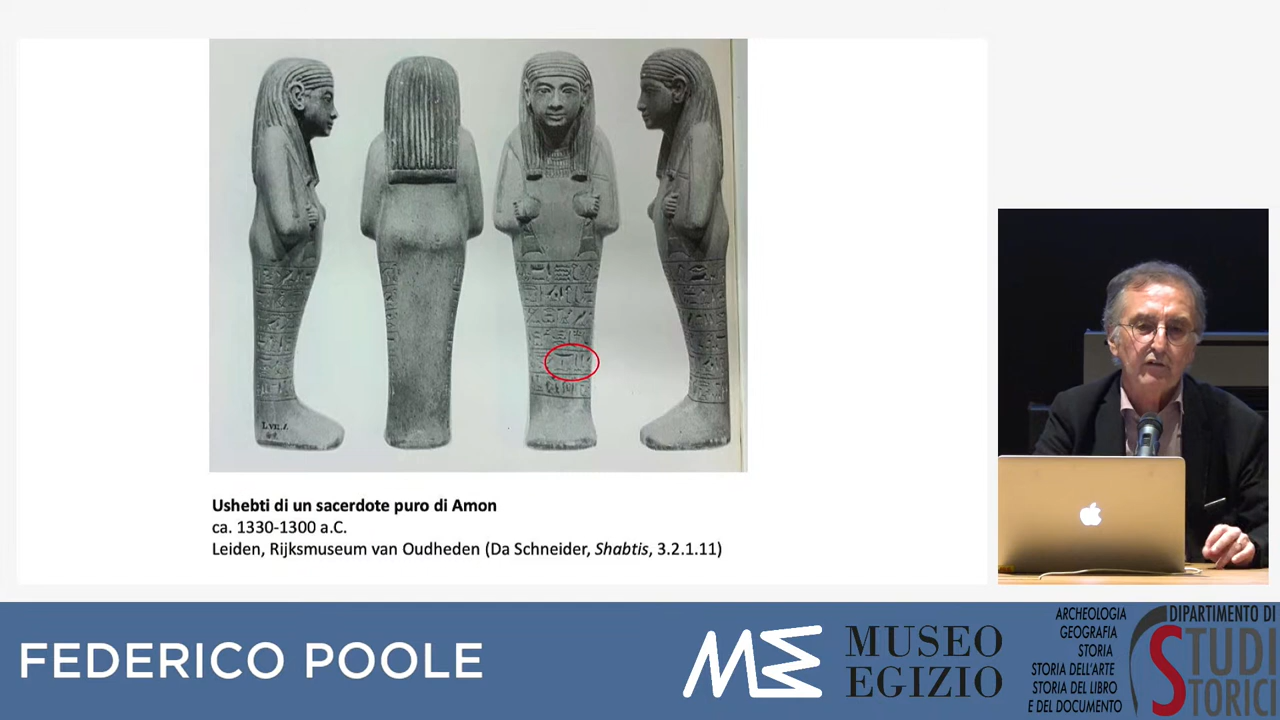 L.VII.
Ushebti di un sacerdote puro di Amon
ca. 1330-1300 a.C.
Leiden, Rijksmuseum van Oudheden (Da Schneider, Shabtis, 3.2.1.11)
FEDERICO POOLE
ME
MUSEO
EGIZIO
ARCHEOLOGIA
GEOGRAFIA
STORIA
STORIA DELL'ARTE
STORIA DEL LIBRO
E DEL DOCUMENTO
DIPARTIMENTO DI
STUDI
STORICI